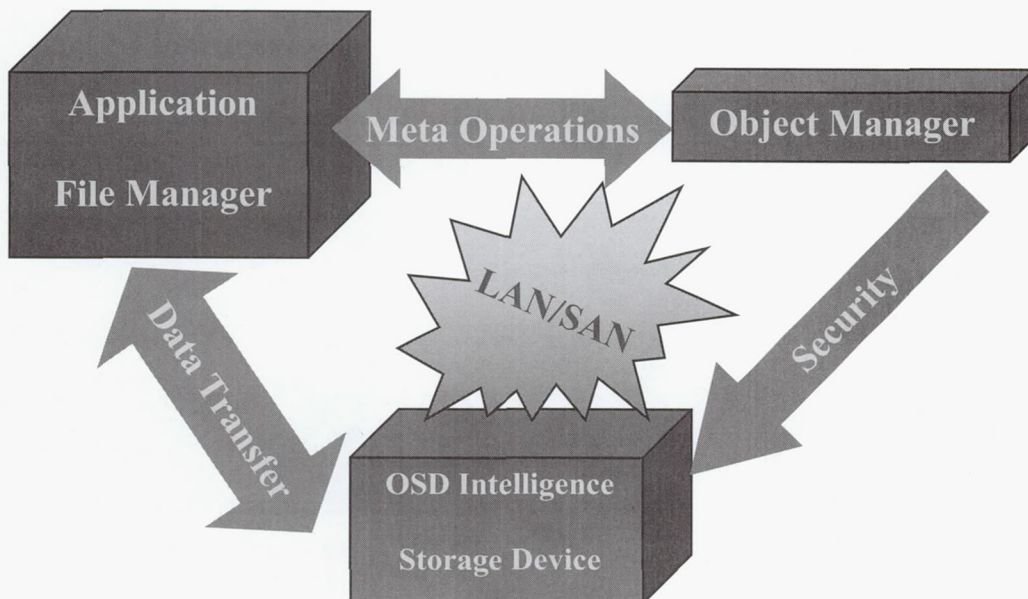 Application
File Manager
Meta Operations
Object Manager
LAN/SAN
Data Transfer
Security
OSD Intelligence
Storage Device